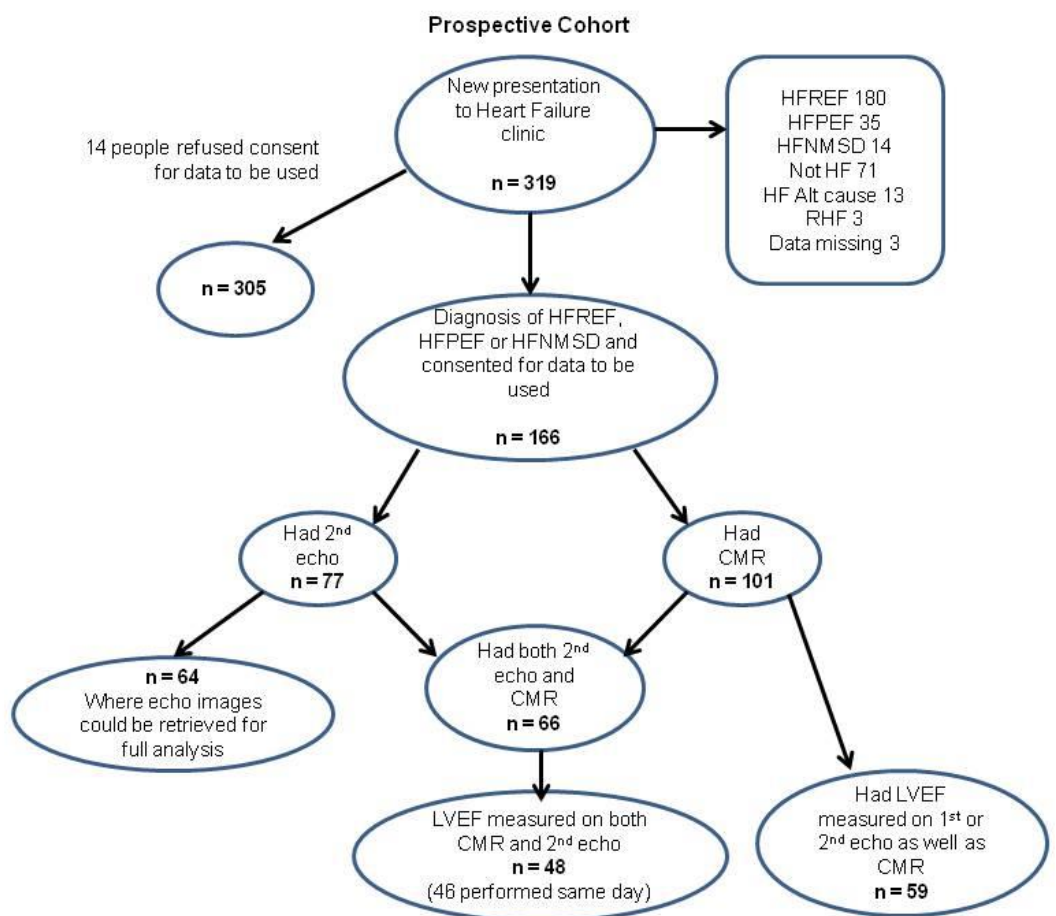 Prospective Cohort
New presentation
to Heart Failure
clinic
n = 319
HFREF 180
HFPEF 35
HFNMSD 14
Not HF 71
HF Alt cause 13
RHF 3
Data missing 3
14 people refused consent
for data to be used
n = 305
Diagnosis of HFREF,
HFPEF or HFNMSD and
consented for data to be
used
n = 166
Had 2nd
echo
n = 77
Had
CMR
n = 101
n = 64
Where echo images
could be retrieved for
full analysis
Had both 2nd
echo and
CMR
n = 66
LVEF measured on both
CMR and 2nd echo
n = 48
(46 performed same day)
Had LVEF
measured on 1st or
2nd echo as well as
CMR
n = 59